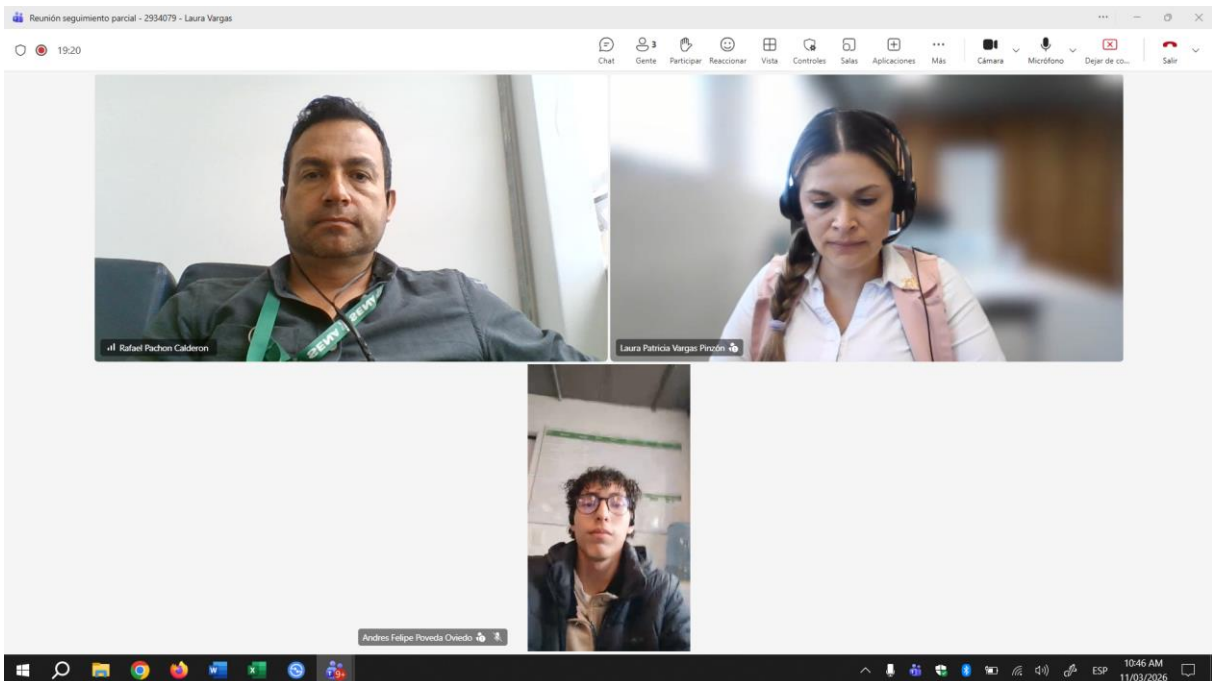 Reunión seguimiento parcial - 2934079 - Laura Vargas
19:20
Chat
3
Gente
Participar
Reaccionar
Vista
Controles
Salas
Aplicaciones
Más
Cámara
Micrófono
Dejar de co...
Salir
SENA
Rafael Pachon Calderon
Laura Patricia Vargas Pinzón
Andres Felipe Poveda Oviedo
9+
ESP
10:46 AM
11/03/2026